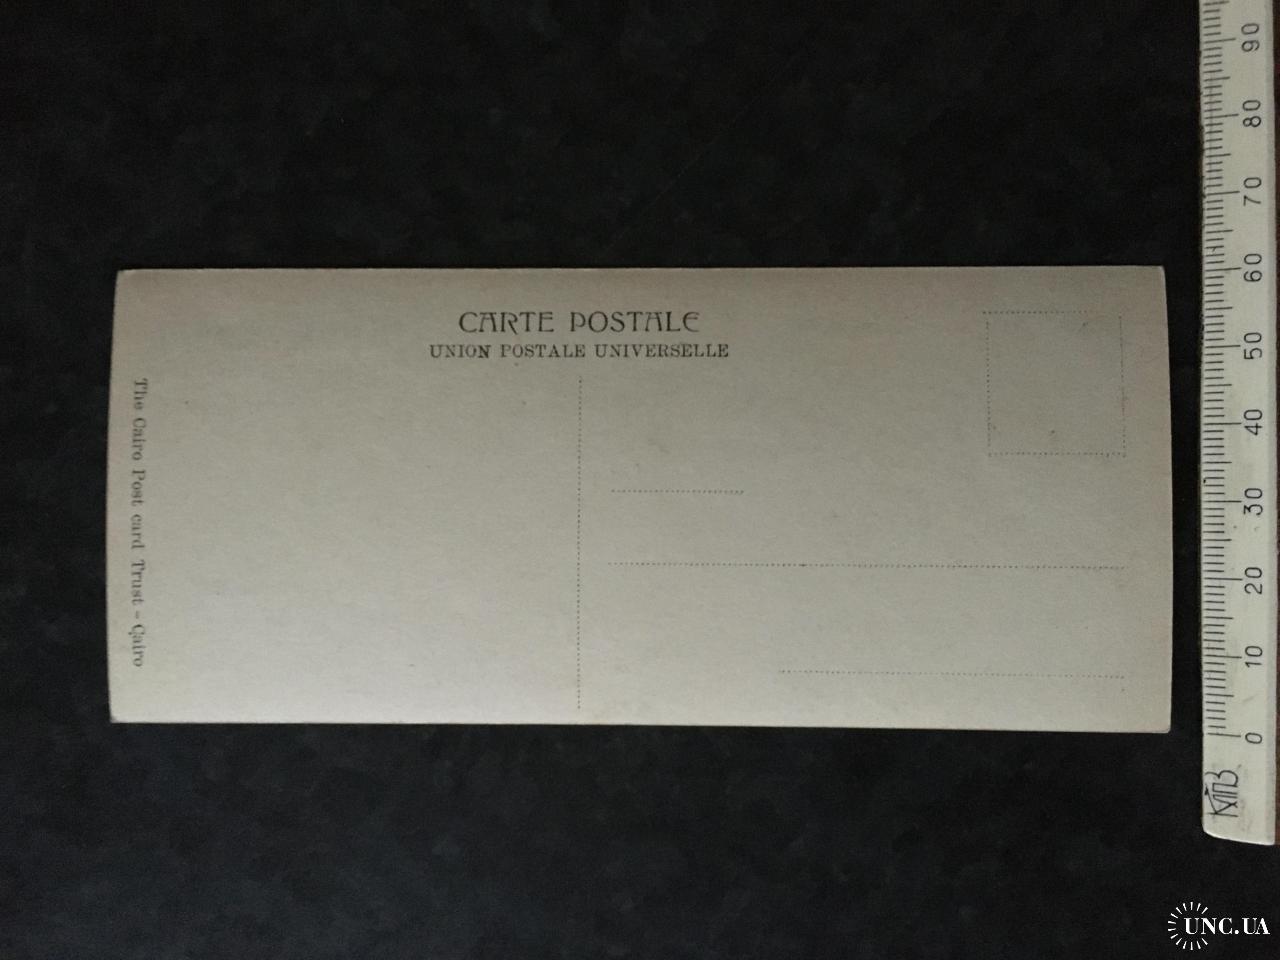 CARTE POSTALE
UNION POSTALE UNIVERSELLE
The Cairo Post card Trust - Cairo
90
80
70
60
50
40
30
20
10
0
UNC.UA